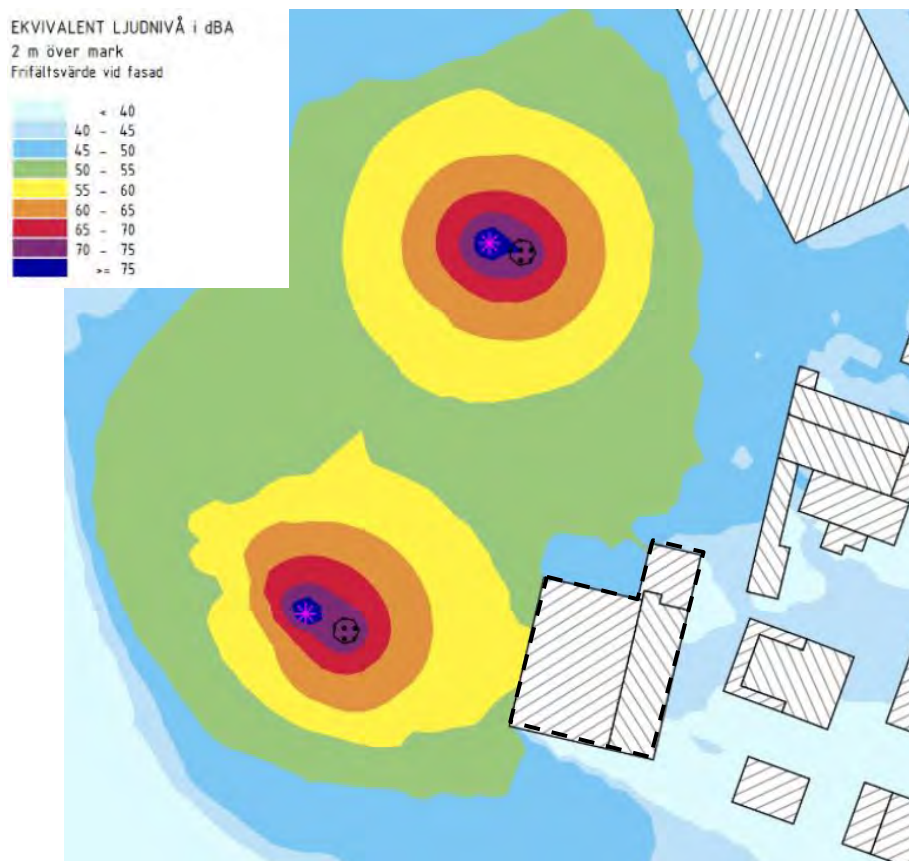 EKVIVALENT LJUDNIVÅ i dBA
2 m över mark
Frifältsvärde vid fasad
< 40
40 - 45
45 - 50
50 - 55
55 - 60
60 - 65
65 - 70
70 - 75
>= 75